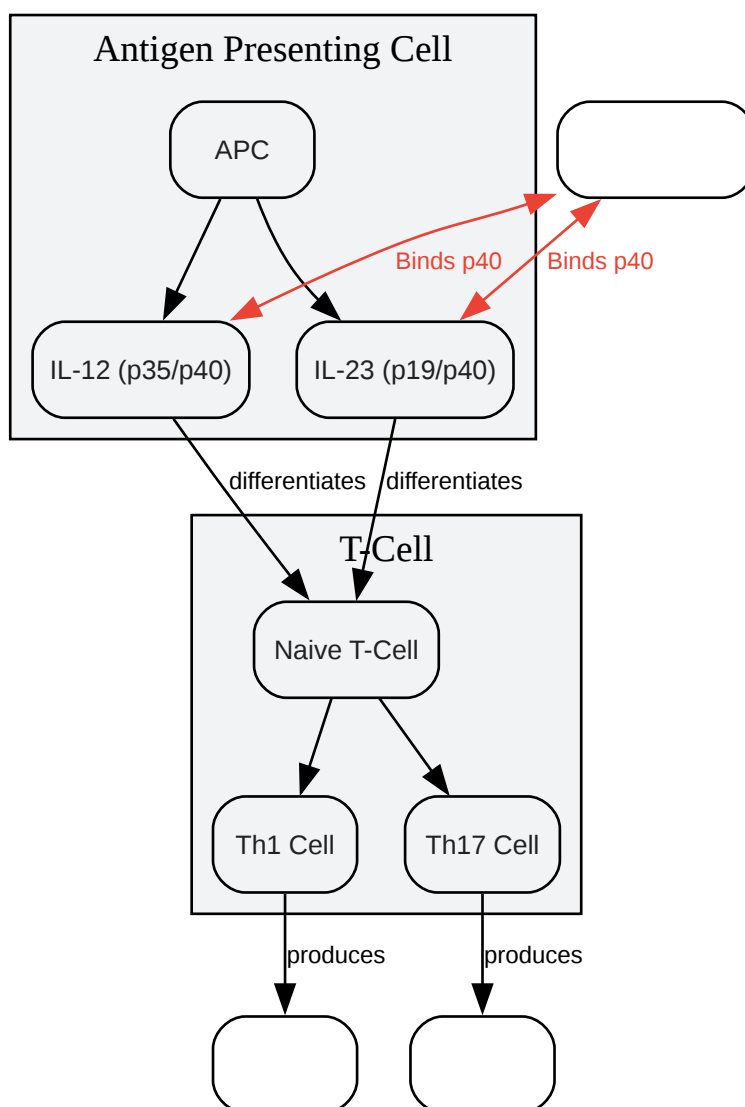 Antigen Presenting Cell
APC
Binds p40
Binds p40
IL-12 (p35/p40)
IL-23 (p19/p40)
differentiates
differentiates
T-Cell
Naive T-Cell
Th1 Cell
Th17 Cell
produces
produces